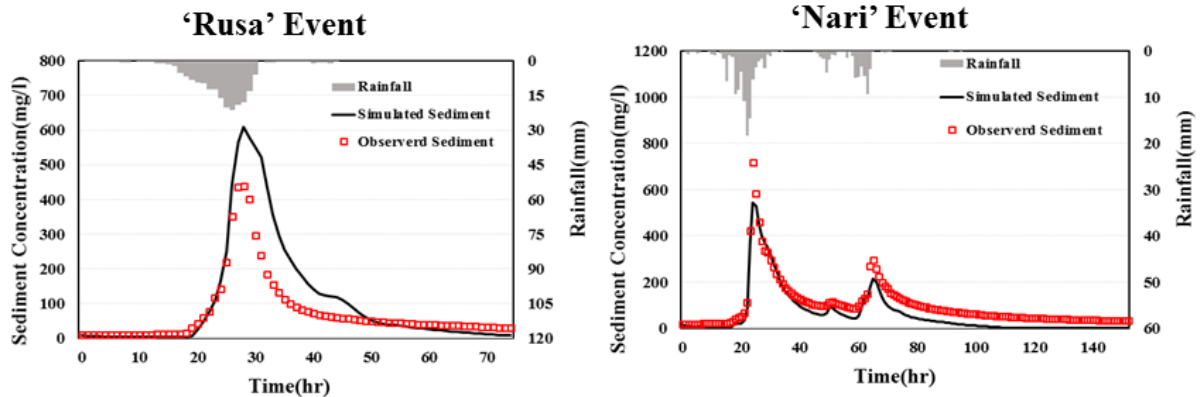 ‘Rusa’ Event
Sediment Concentration(mg/l)
800
700
600
500
400
300
200
100
0
0
15
30
45
60
75
90
105
120
Rainfall(mm)
Rainfall
Simulated Sediment
Observerd Sediment
0 10 20 30 40 50 60 70
Time(hr)
‘Nari’ Event
Sediment Concentration(mg/l)
1200
1000
800
600
400
200
0
0
10
20
30
40
50
60
Rainfall(mm)
Rainfall
Simulated Sediment
Observerd Sediment
0 20 40 60 80 100 120 140
Time(hr)